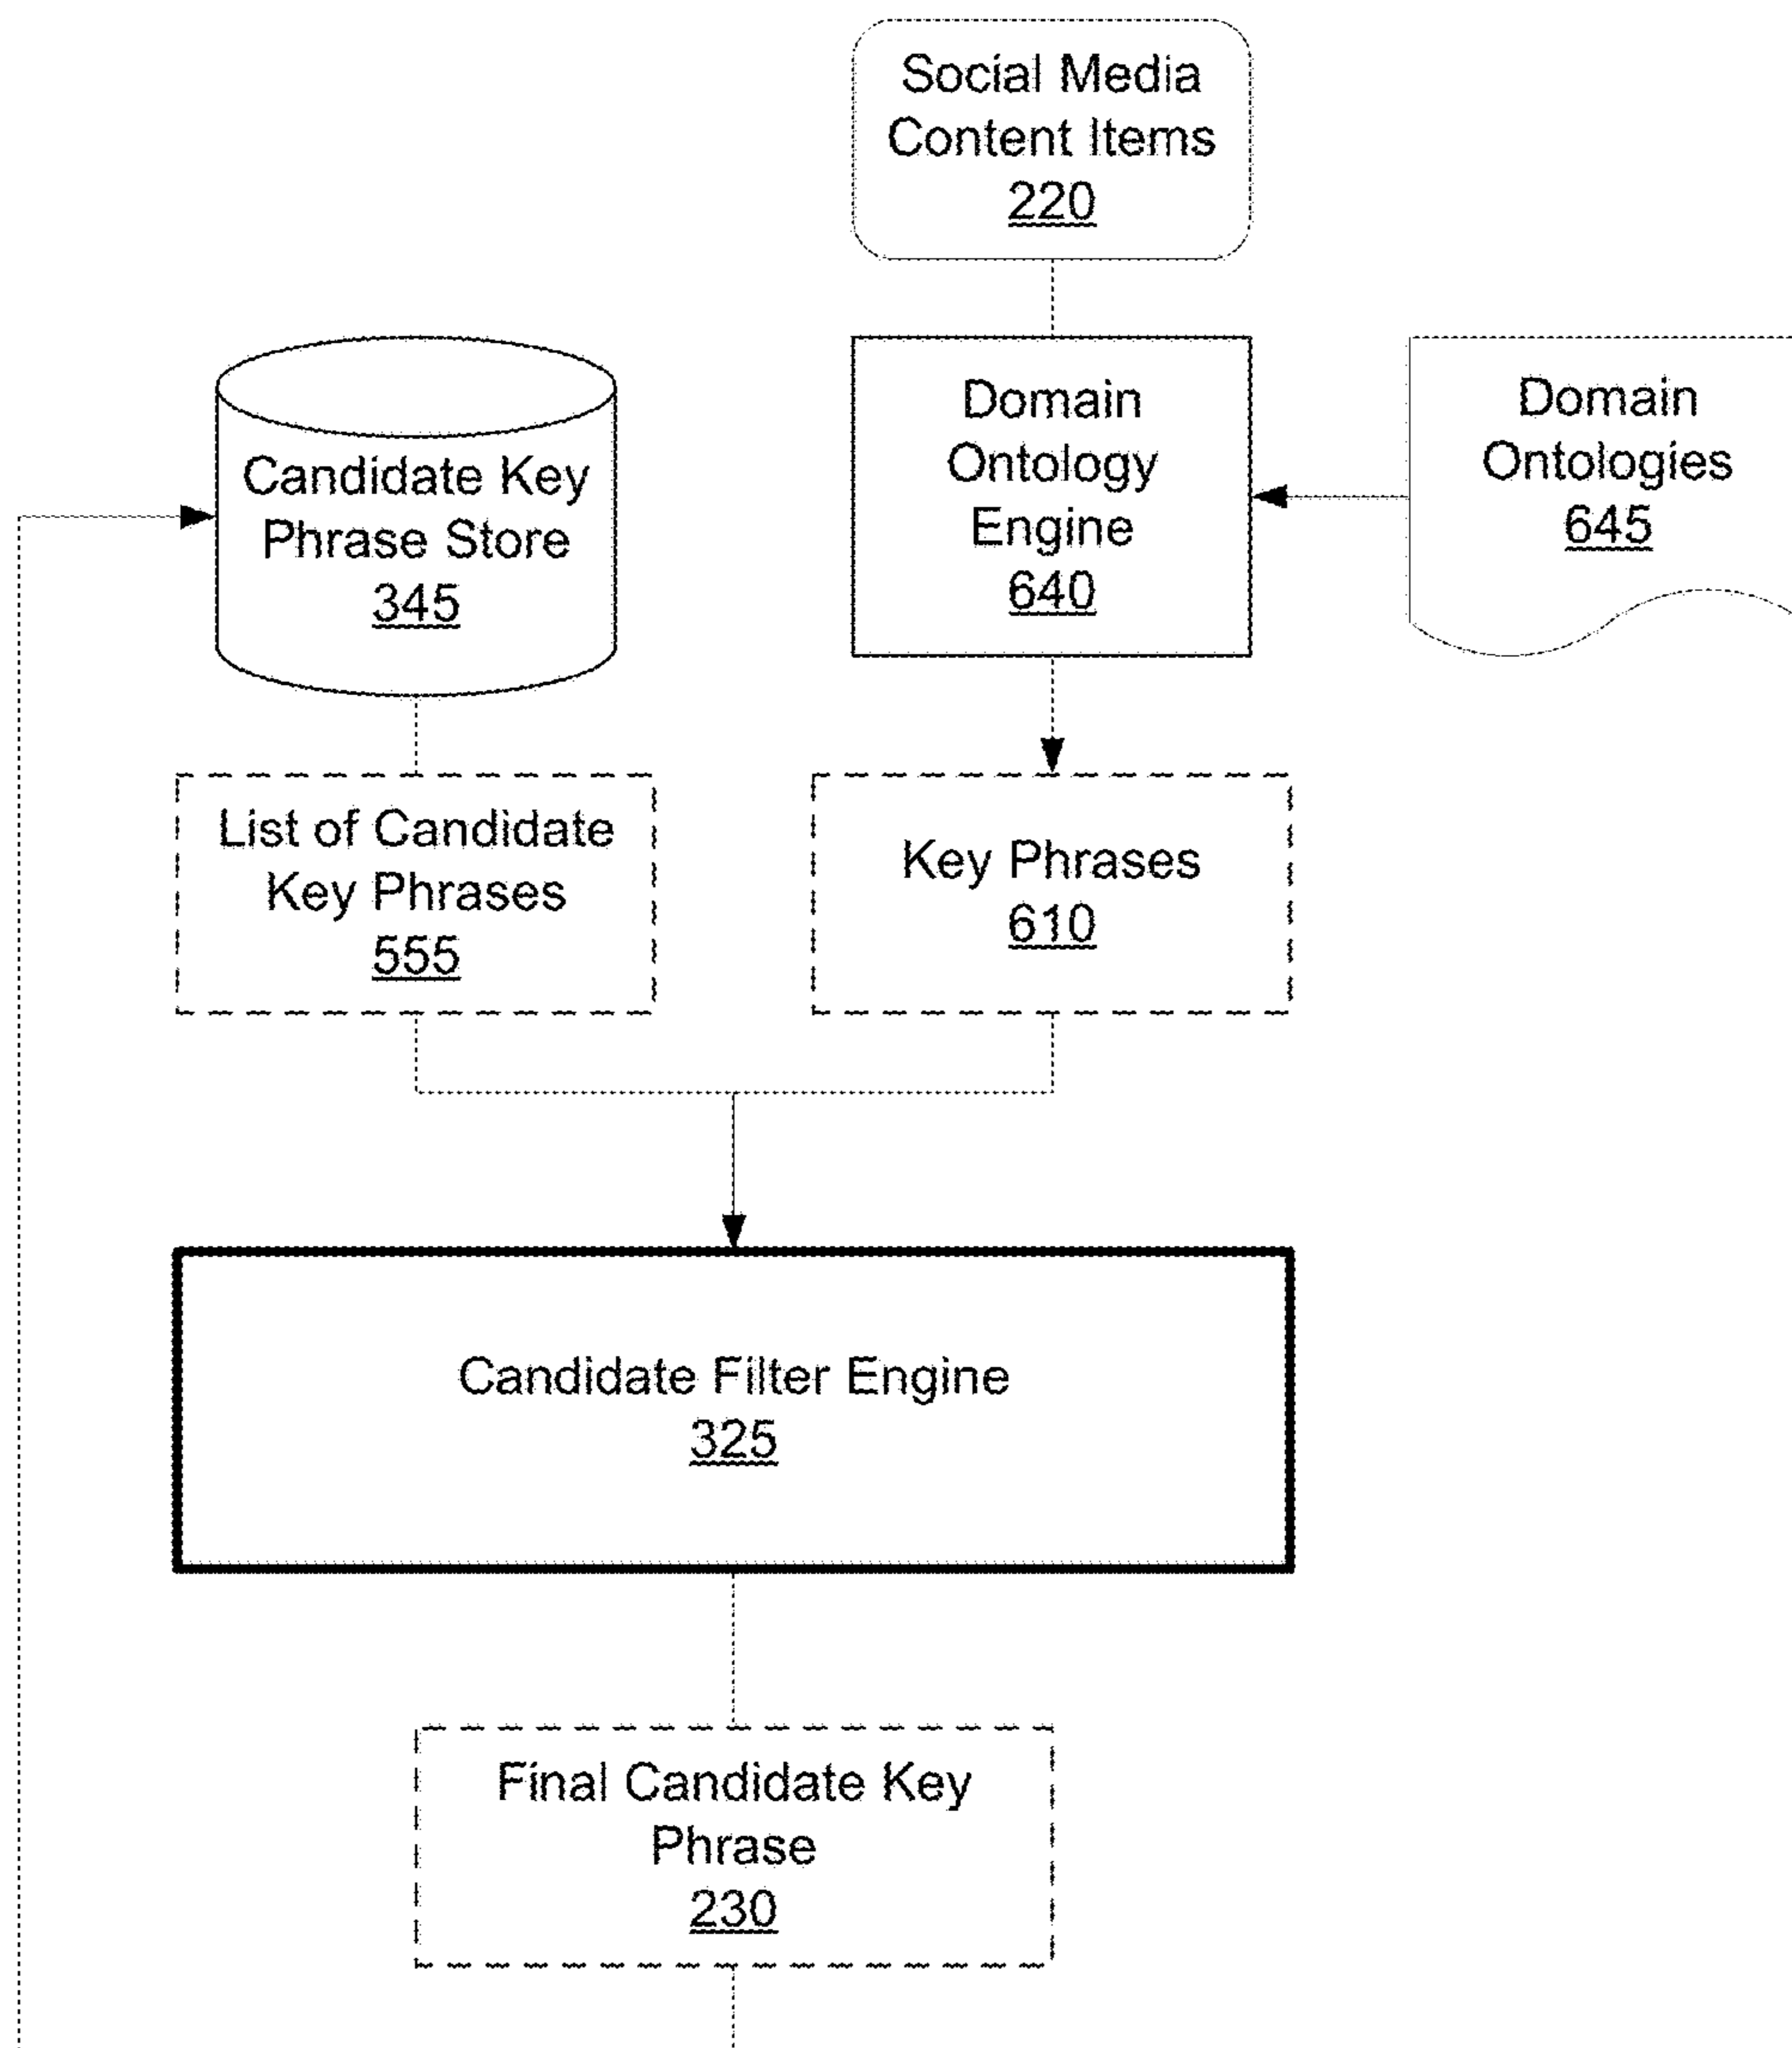 Social Media
Content Items
220
Candidate Key
Phrase Store
345
Domain
Ontology
Engine
640
Domain
Ontologies
645
List of Candidate
Key Phrases
555
Key Phrases
610
Candidate Filter Engine
325
Final Candidate Key
Phrase
230